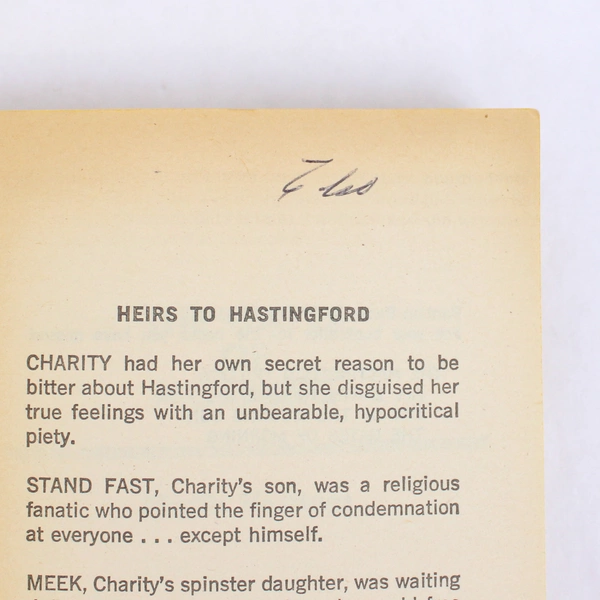 HEIRS TO HASTINGFORD
CHARITY had her own secret reason to be
bitter about Hastingford, but she disguised her
true feelings with an unbearable, hypocritical
piety.
STAND FAST, Charity's son, was a religious
fanatic who pointed the finger of condemnation
at everyone . . . except himself.
MEEK, Charity's spinster daughter, was waiting